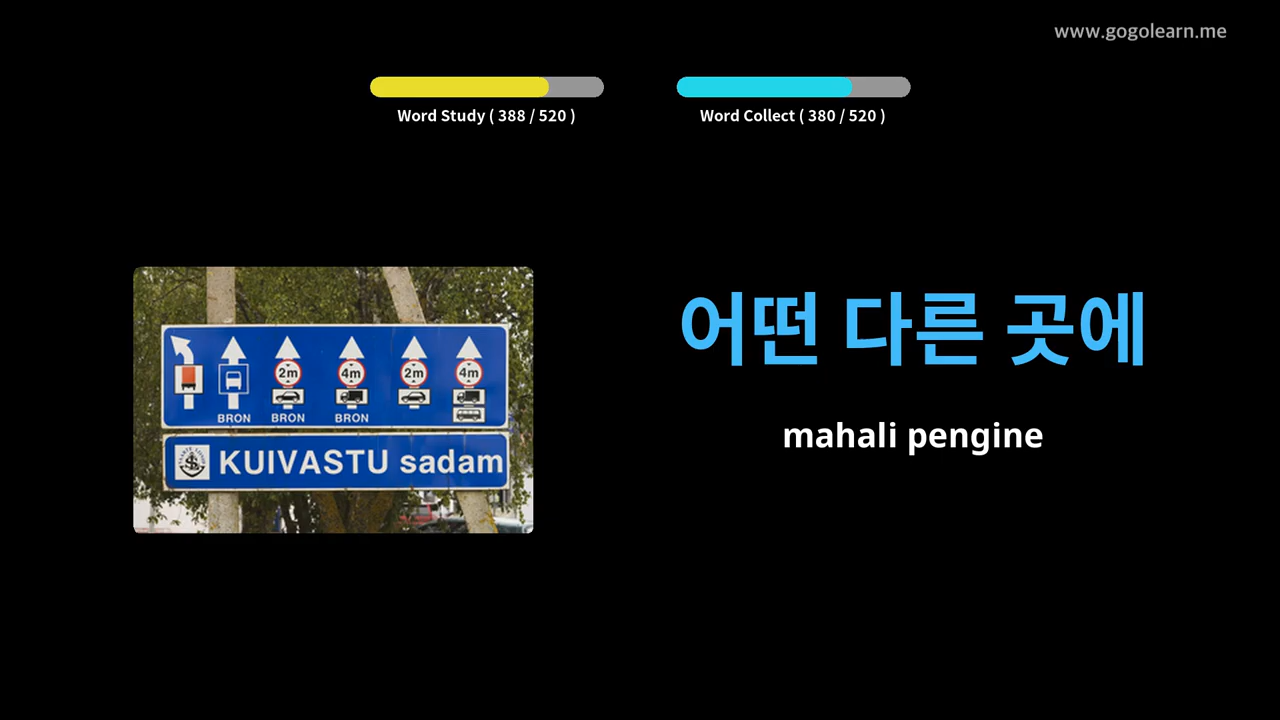 www.gogolearn.me
Word Study ( 388 / 520 )
Word Collect ( 380 / 520 )
어떤 다른 곳에
mahali pengine
2m 4m 2m 4m
BRON BRON BRON
KUIVASTU sadam